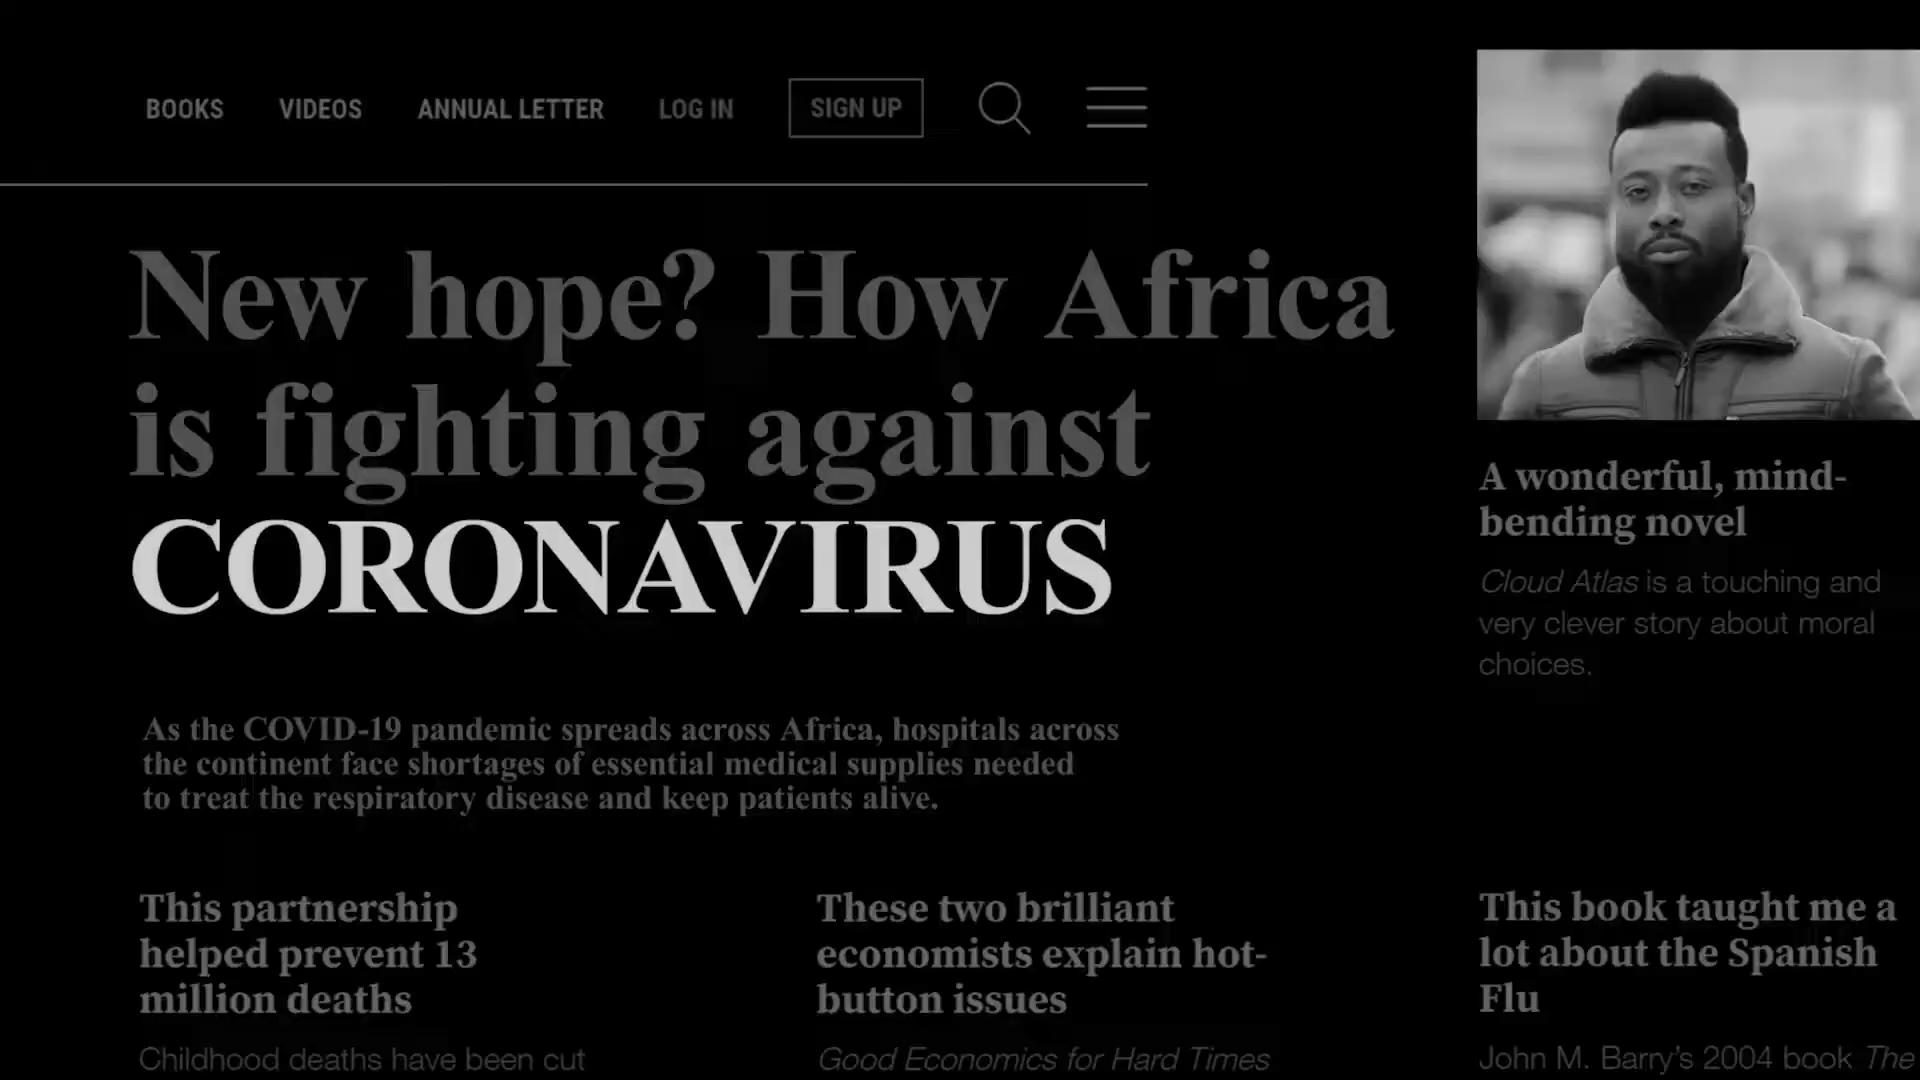 BOOKS VIDEOS ANNUAL LETTER LOG IN SIGN UP
New hope? How Africa
is fighting against
CORONAVIRUS
As the COVID-19 pandemic spreads across Africa, hospitals across
the continent face shortages of essential medical supplies needed
to treat the respiratory disease and keep patients alive.
A wonderful, mind-
bending novel
Cloud Atlas is a touching and
very clever story about moral
choices.
This partnership
helped prevent 13
million deaths
Childhood deaths have been cut
These two brilliant
economists explain hot-
button issues
Good Economics for Hard Times
This book taught me a
lot about the Spanish
Flu
John M. Barry's 2004 book The